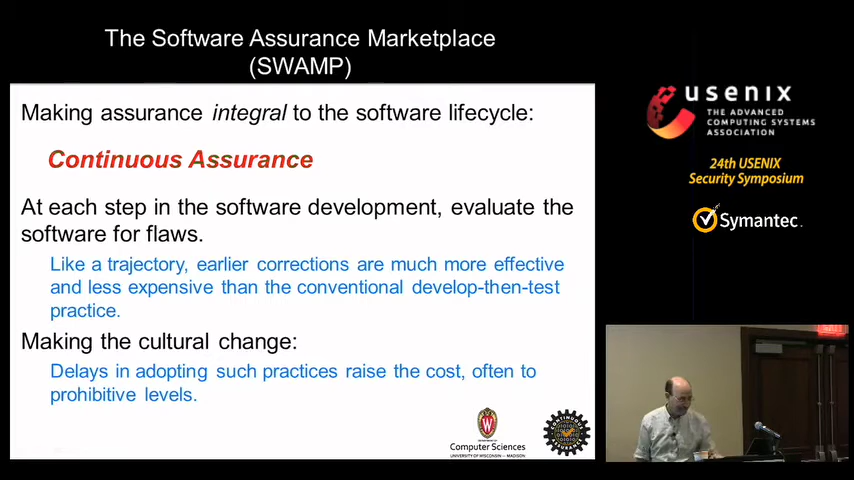 The Software Assurance Marketplace
(SWAMP)
Making assurance integral to the software lifecycle:
Continuous Assurance
At each step in the software development, evaluate the
software for flaws.
Like a trajectory, earlier corrections are much more effective
and less expensive than the conventional develop-then-test
practice.
Making the cultural change:
Delays in adopting such practices raise the cost, often to
prohibitive levels.
W
DEPARTMENT OF
Computer Sciences
UNIVERSITY OF WISCONSIN — MADISON
CONTINUOUS
ASSURANCE
usenix
THE ADVANCED
COMPUTING SYSTEMS
ASSOCIATION
24th USENIX
Security Symposium
Symantec.